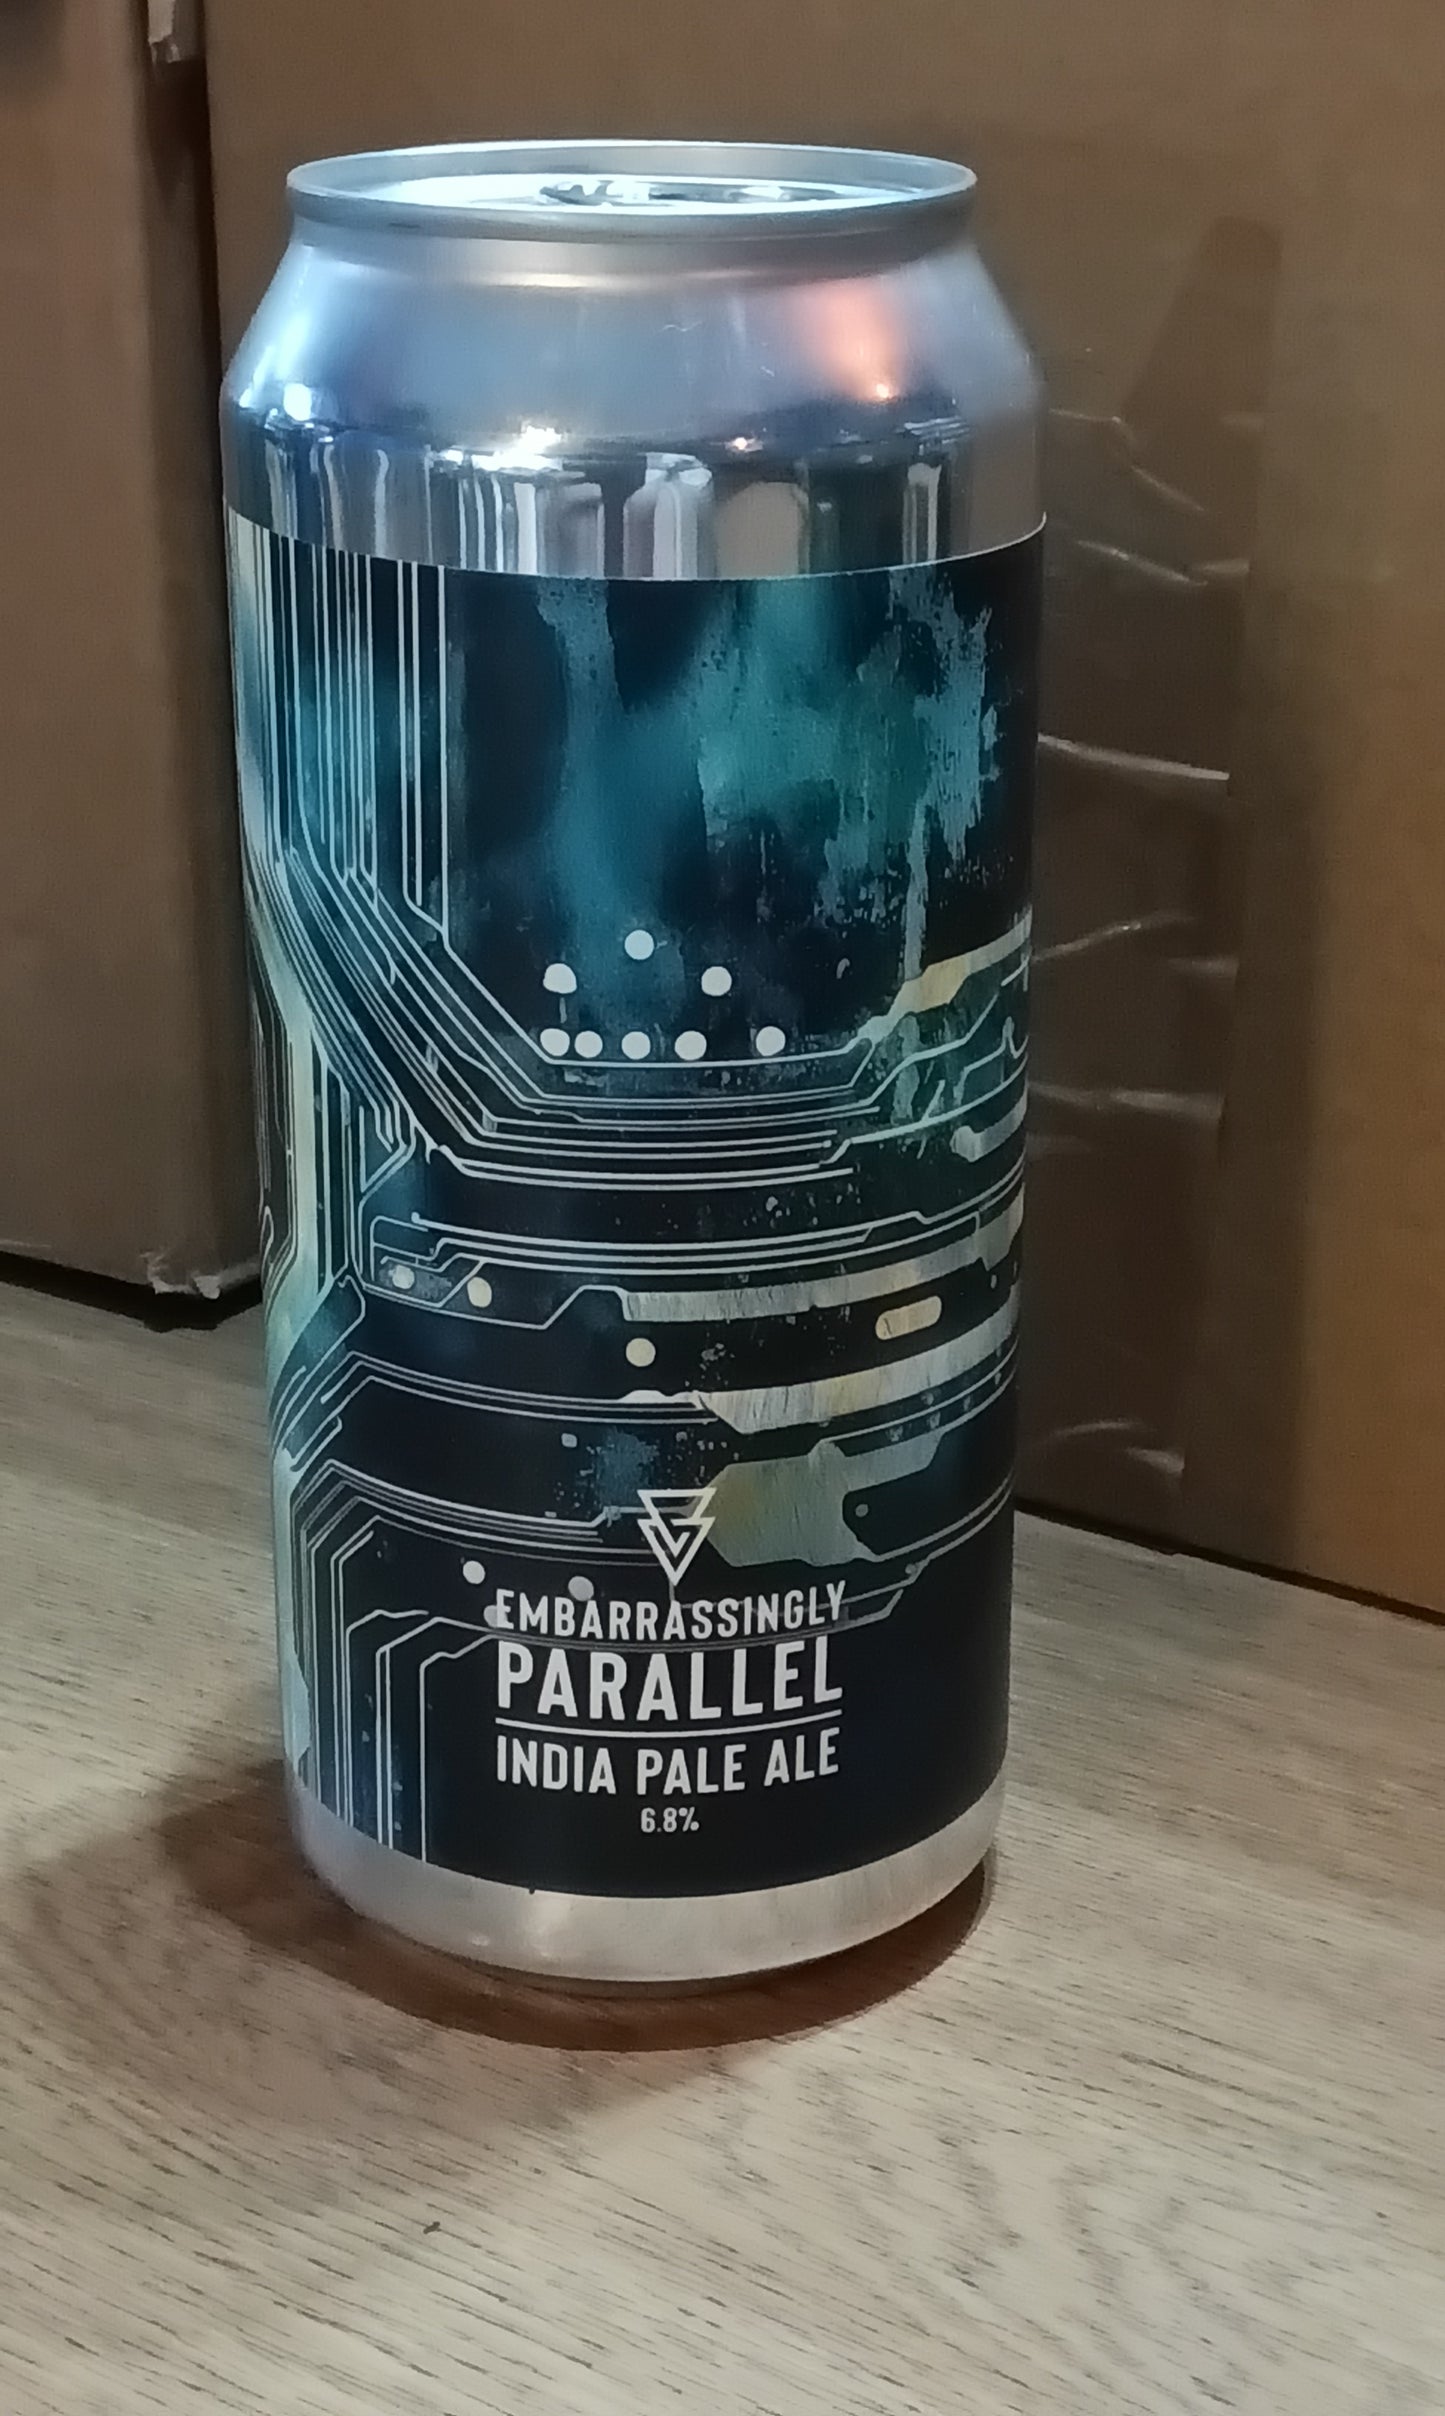 EMBARRASSINGLY
PARALLEL
INDIA PALE ALE
6.8%